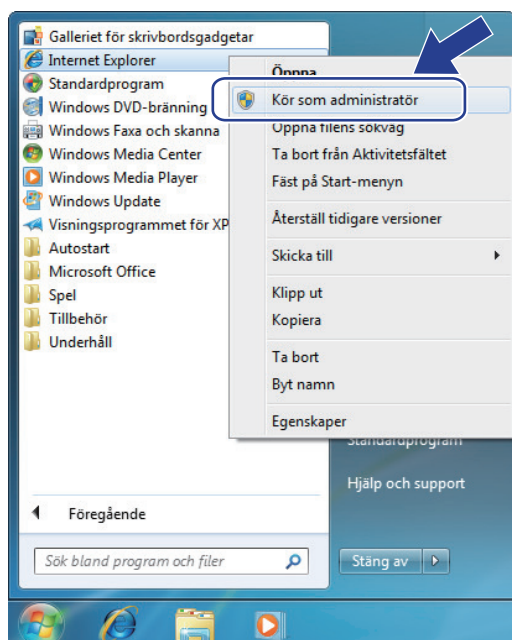 Galleriet för skrivbordsgadgetar
Internet Explorer
Standardprogram
Windows DVD-bränning
Windows Faxa och skanna
Windows Media Center
Windows Media Player
Windows Update
Visningsprogrammet för XP
Autostart
Microsoft Office
Spel
Tillbehör
Underhåll
Föregående
Sök bland program och filer
Öppna
Kör som administratör
Öppna filens sökväg
Ta bort från Aktivitetsfältet
Fäst på Start-menyn
Återställ tidigare versioner
Skicka till
Klipp ut
Kopiera
Ta bort
Byt namn
Egenskaper
Standardprogram
Hjälp och support
Stäng av